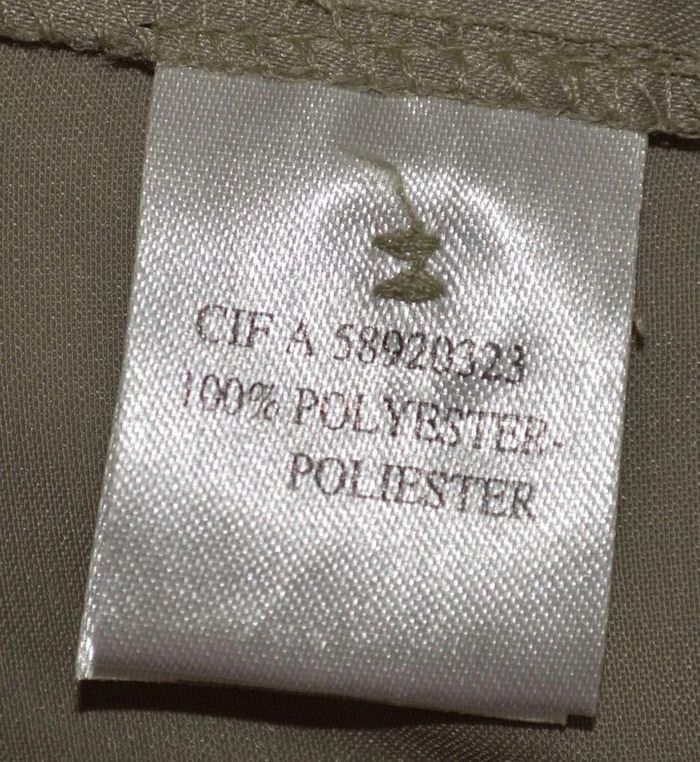 CIF A 58920323
100% POLYESTER-
POLIESTER